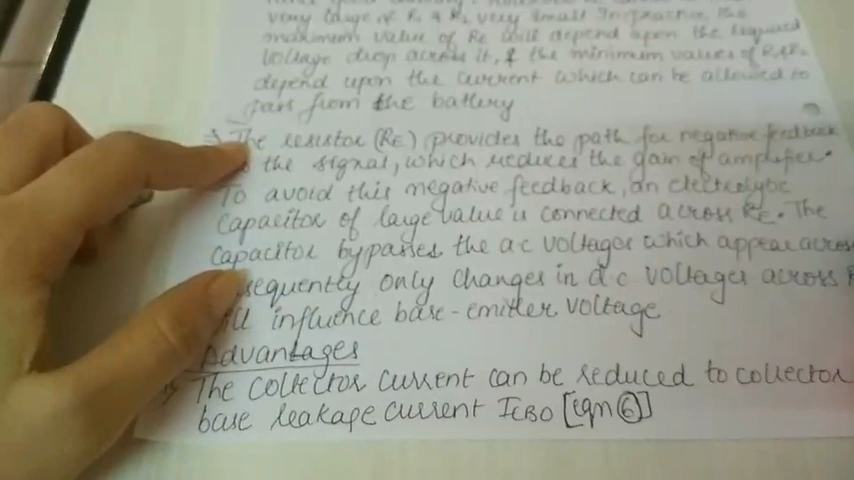 very large & R1 & R2 very small. In practice, the
maximum value of RE will depend upon the required
voltage drop across it, & the minimum values of R1 & R2
depend upon the current which can be allowed to
pass from the battery
⇒ The resistor (RE) provides the path for negative feedback
the signal, which reduces the gain of amplifier.
To avoid this negative feedback, an electrolytic
capacitor of large value is connected across RE. The
capacitor bypasses the ac voltages which appear across
sequently only changes in d.c voltages across
will influence base-emitter voltage
Advantages
The collector current can be reduced to collector
base leakage current ICBO [eqn 6]